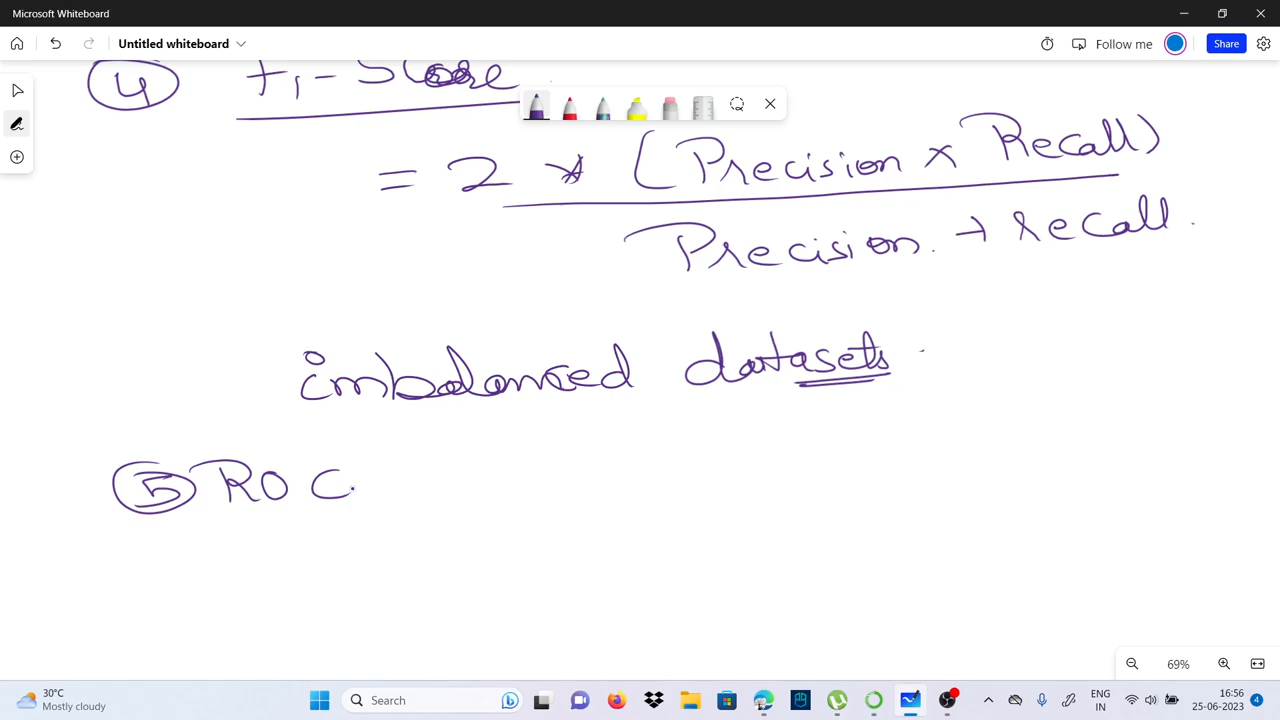 Microsoft Whiteboard
Untitled whiteboard
Follow me
Share
4 F1 - Score
= 2 * (Precision × Recall)
Precision + recall.
imbalanced datasets.
5 ROC
69%
30°C
Mostly cloudy
Search
ENG
IN
16:56
25-06-2023
4